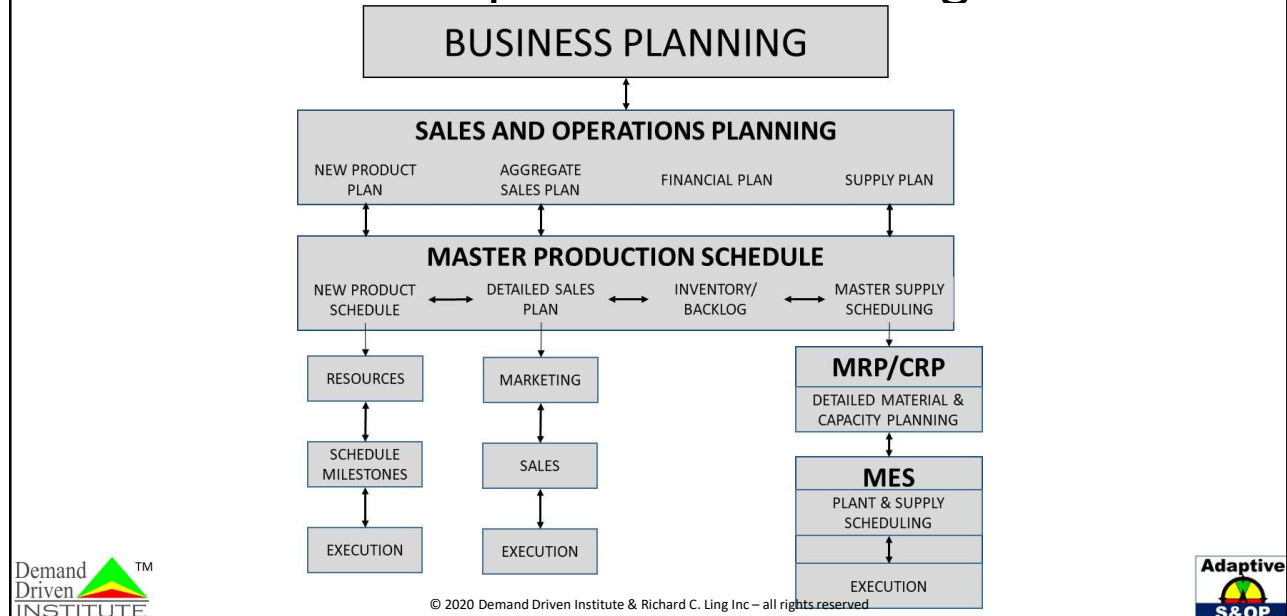 BUSINESS PLANNING
SALES AND OPERATIONS PLANNING
NEW PRODUCT
PLAN
AGGREGATE
SALES PLAN
FINANCIAL PLAN
SUPPLY PLAN
MASTER PRODUCTION SCHEDULE
NEW PRODUCT
SCHEDULE
DETAILED SALES
PLAN
INVENTORY/
BACKLOG
MASTER SUPPLY
SCHEDULING
RESOURCES
SCHEDULE
MILESTONES
EXECUTION
MARKETING
SALES
EXECUTION
MRP/CRP
DETAILED MATERIAL &
CAPACITY PLANNING
MES
PLANT & SUPPLY
SCHEDULING
EXECUTION
Demand TM
Driven
INSTITUTE
© 2020 Demand Driven Institute & Richard C. Ling Inc – all rights reserved
Adaptive
S&OP